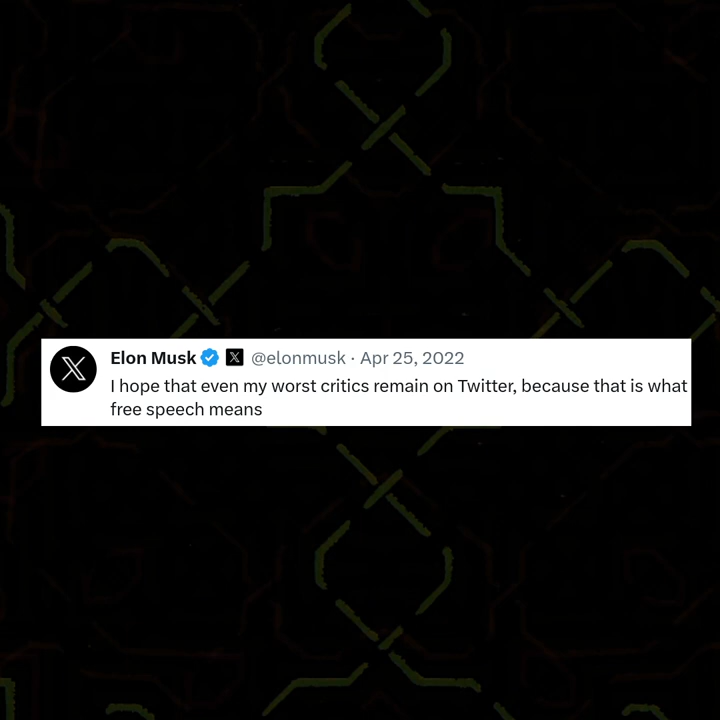 Elon Musk @elonmusk · Apr 25, 2022
I hope that even my worst critics remain on Twitter, because that is what
free speech means